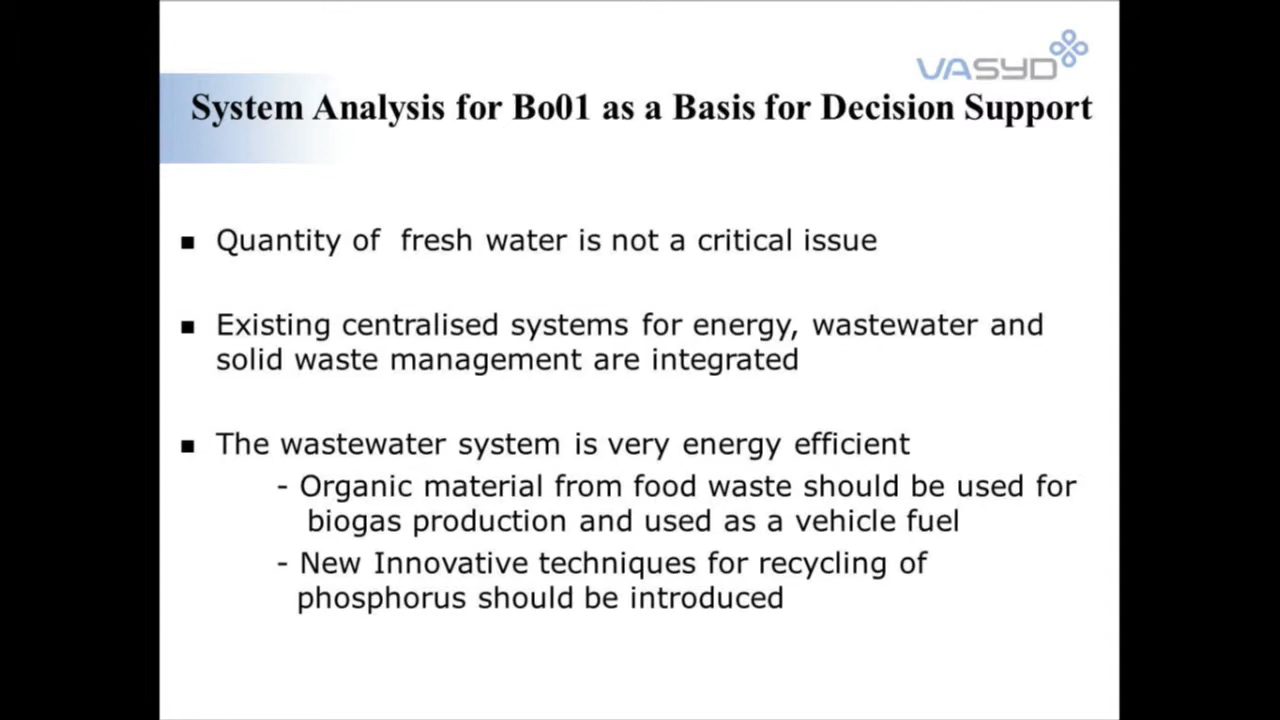 VA SYD
System Analysis for Bo01 as a Basis for Decision Support
■ Quantity of fresh water is not a critical issue
■ Existing centralised systems for energy, wastewater and
solid waste management are integrated
■ The wastewater system is very energy efficient
- Organic material from food waste should be used for
biogas production and used as a vehicle fuel
- New Innovative techniques for recycling of
phosphorus should be introduced